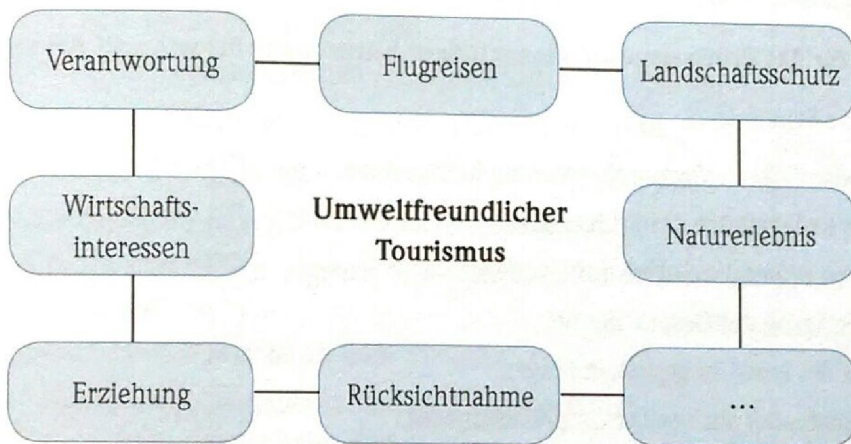 Verantwortung
Flugreisen
Landschaftsschutz
Wirtschafts-
interessen
Umweltfreundlicher
Tourismus
Naturerlebnis
Erziehung
Rücksichtnahme
...